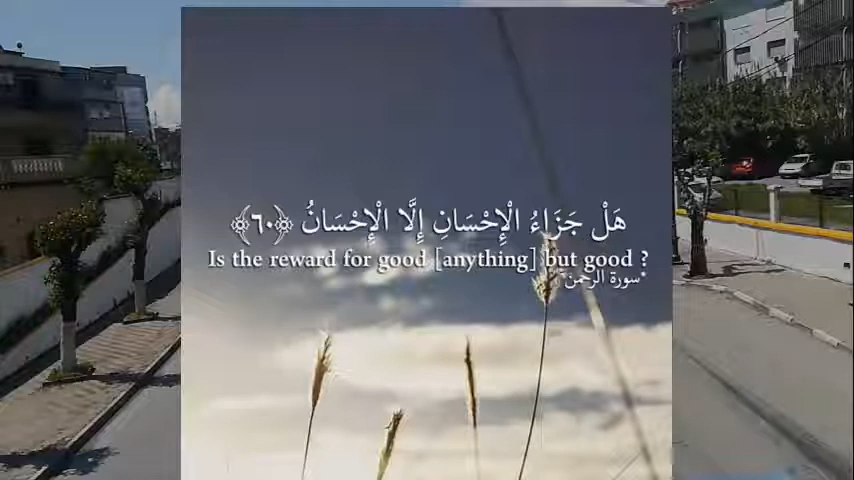 هَلْ جَزَاءُ الْإِحْسَانِ إِلَّا الْإِحْسَانُ ﴿٦٠﴾
Is the reward for good [anything] but good ?
*سورة الرحمن*